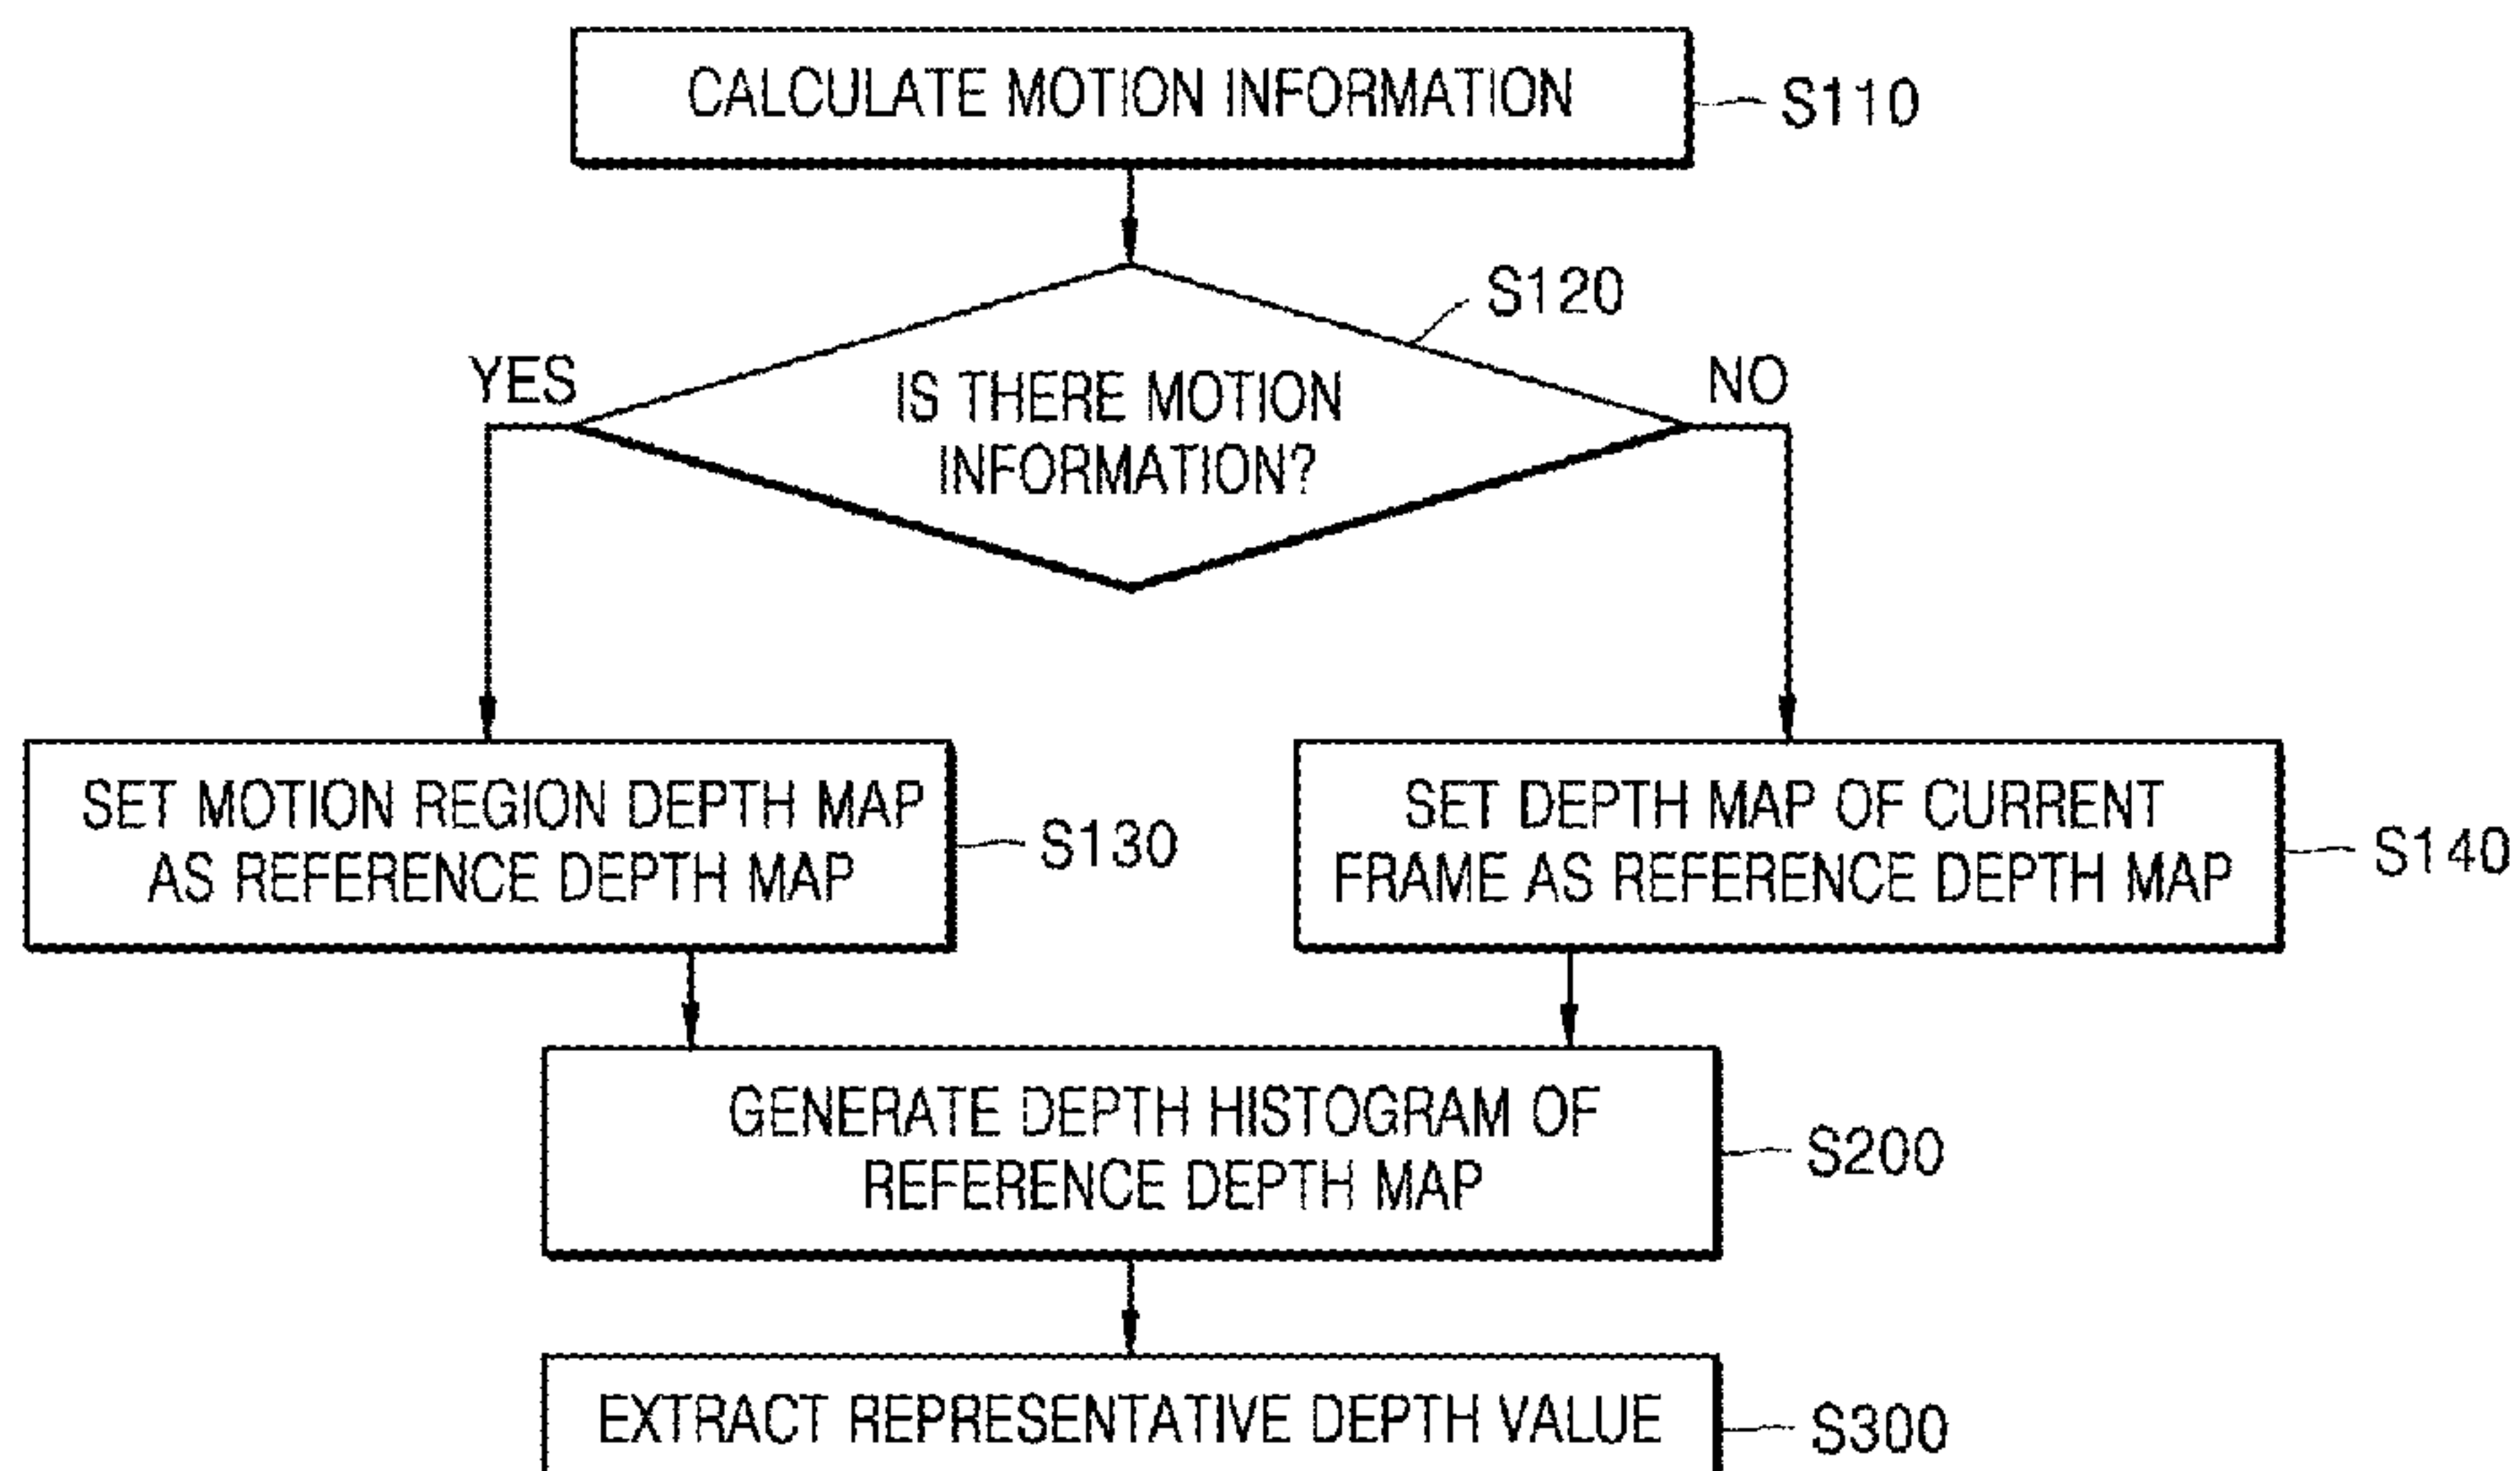 CALCULATE MOTION INFORMATION
S110
S120
YES
NO
IS THERE MOTION
INFORMATION?
SET MOTION REGION DEPTH MAP
AS REFERENCE DEPTH MAP
S130
SET DEPTH MAP OF CURRENT
FRAME AS REFERENCE DEPTH MAP
S140
GENERATE DEPTH HISTOGRAM OF
REFERENCE DEPTH MAP
S200
EXTRACT REPRESENTATIVE DEPTH VALUE
S300